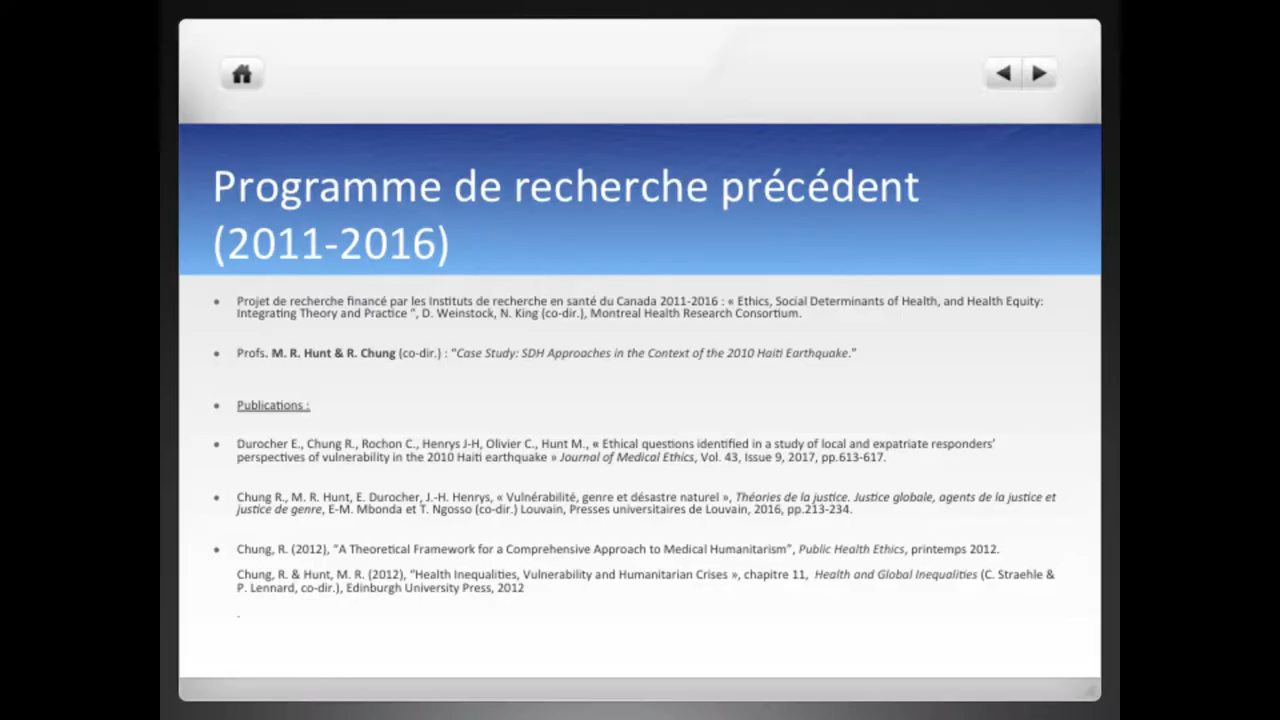 Programme de recherche précédent
(2011-2016)
• Projet de recherche financé par les Instituts de recherche en santé du Canada 2011-2016 : « Ethics, Social Determinants of Health, and Health Equity:
Integrating Theory and Practice “, D. Weinstock, N. King (co-dir.), Montreal Health Research Consortium.
• Profs. M. R. Hunt & R. Chung (co-dir.) : “Case Study: SDH Approaches in the Context of the 2010 Haiti Earthquake.”
• Publications :
• Durocher E., Chung R., Rochon C., Henrys J-H, Olivier C., Hunt M., « Ethical questions identified in a study of local and expatriate responders’
perspectives of vulnerability in the 2010 Haiti earthquake » Journal of Medical Ethics, Vol. 43, Issue 9, 2017, pp.613-617.
• Chung R., M. R. Hunt, E. Durocher, J.-H. Henrys, « Vulnérabilité, genre et désastre naturel », Théories de la justice. Justice globale, agents de la justice et
justice de genre, E-M. Mbonda et T. Ngosso (co-dir.) Louvain, Presses universitaires de Louvain, 2016, pp.213-234.
• Chung, R. (2012), “A Theoretical Framework for a Comprehensive Approach to Medical Humanitarism”, Public Health Ethics, printemps 2012.
Chung, R. & Hunt, M. R. (2012), “Health Inequalities, Vulnerability and Humanitarian Crises », chapitre 11, Health and Global Inequalities (C. Straehle &
P. Lennard, co-dir.), Edinburgh University Press, 2012
.